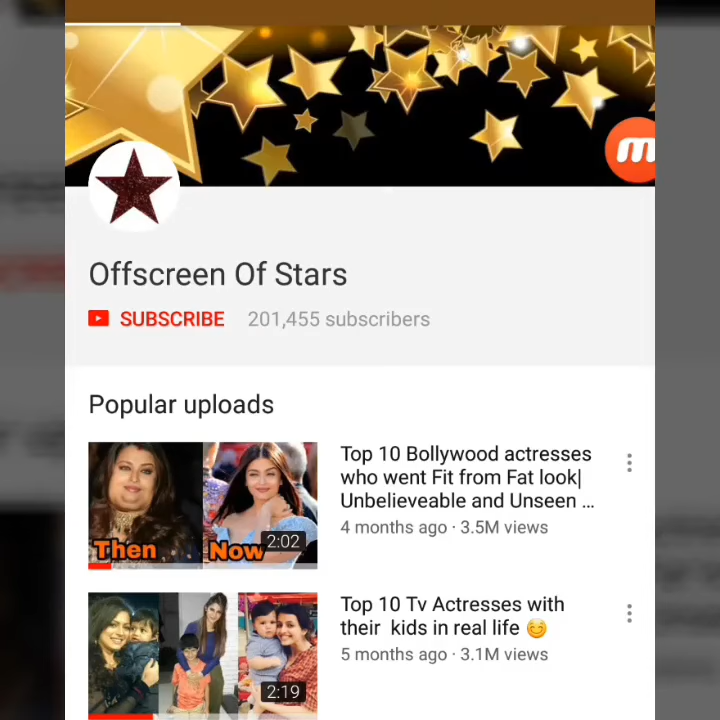 m
Offscreen Of Stars
SUBSCRIBE 201,455 subscribers
Popular uploads
Then Now 2:02
Top 10 Bollywood actresses
who went Fit from Fat look|
Unbelieveable and Unseen ...
4 months ago · 3.5M views
2:19
Top 10 Tv Actresses with
their kids in real life 😊
5 months ago · 3.1M views